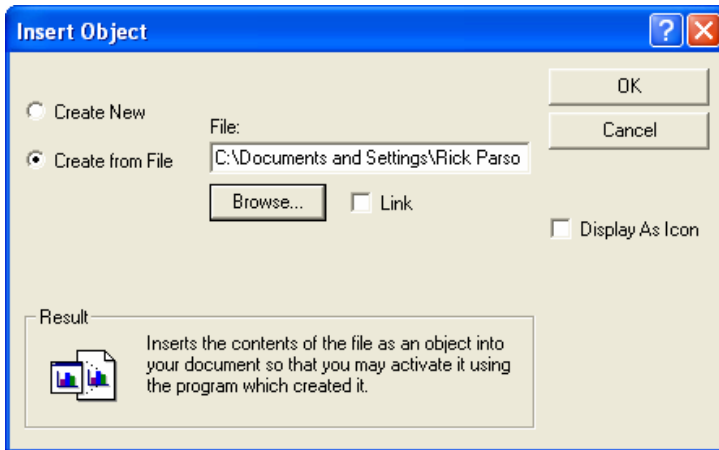 Insert Object
Create New
Create from File
File:
C:\Documents and Settings\Rick Parso
Browse...
Link
OK
Cancel
Display As Icon
Result
Inserts the contents of the file as an object into
your document so that you may activate it using
the program which created it.